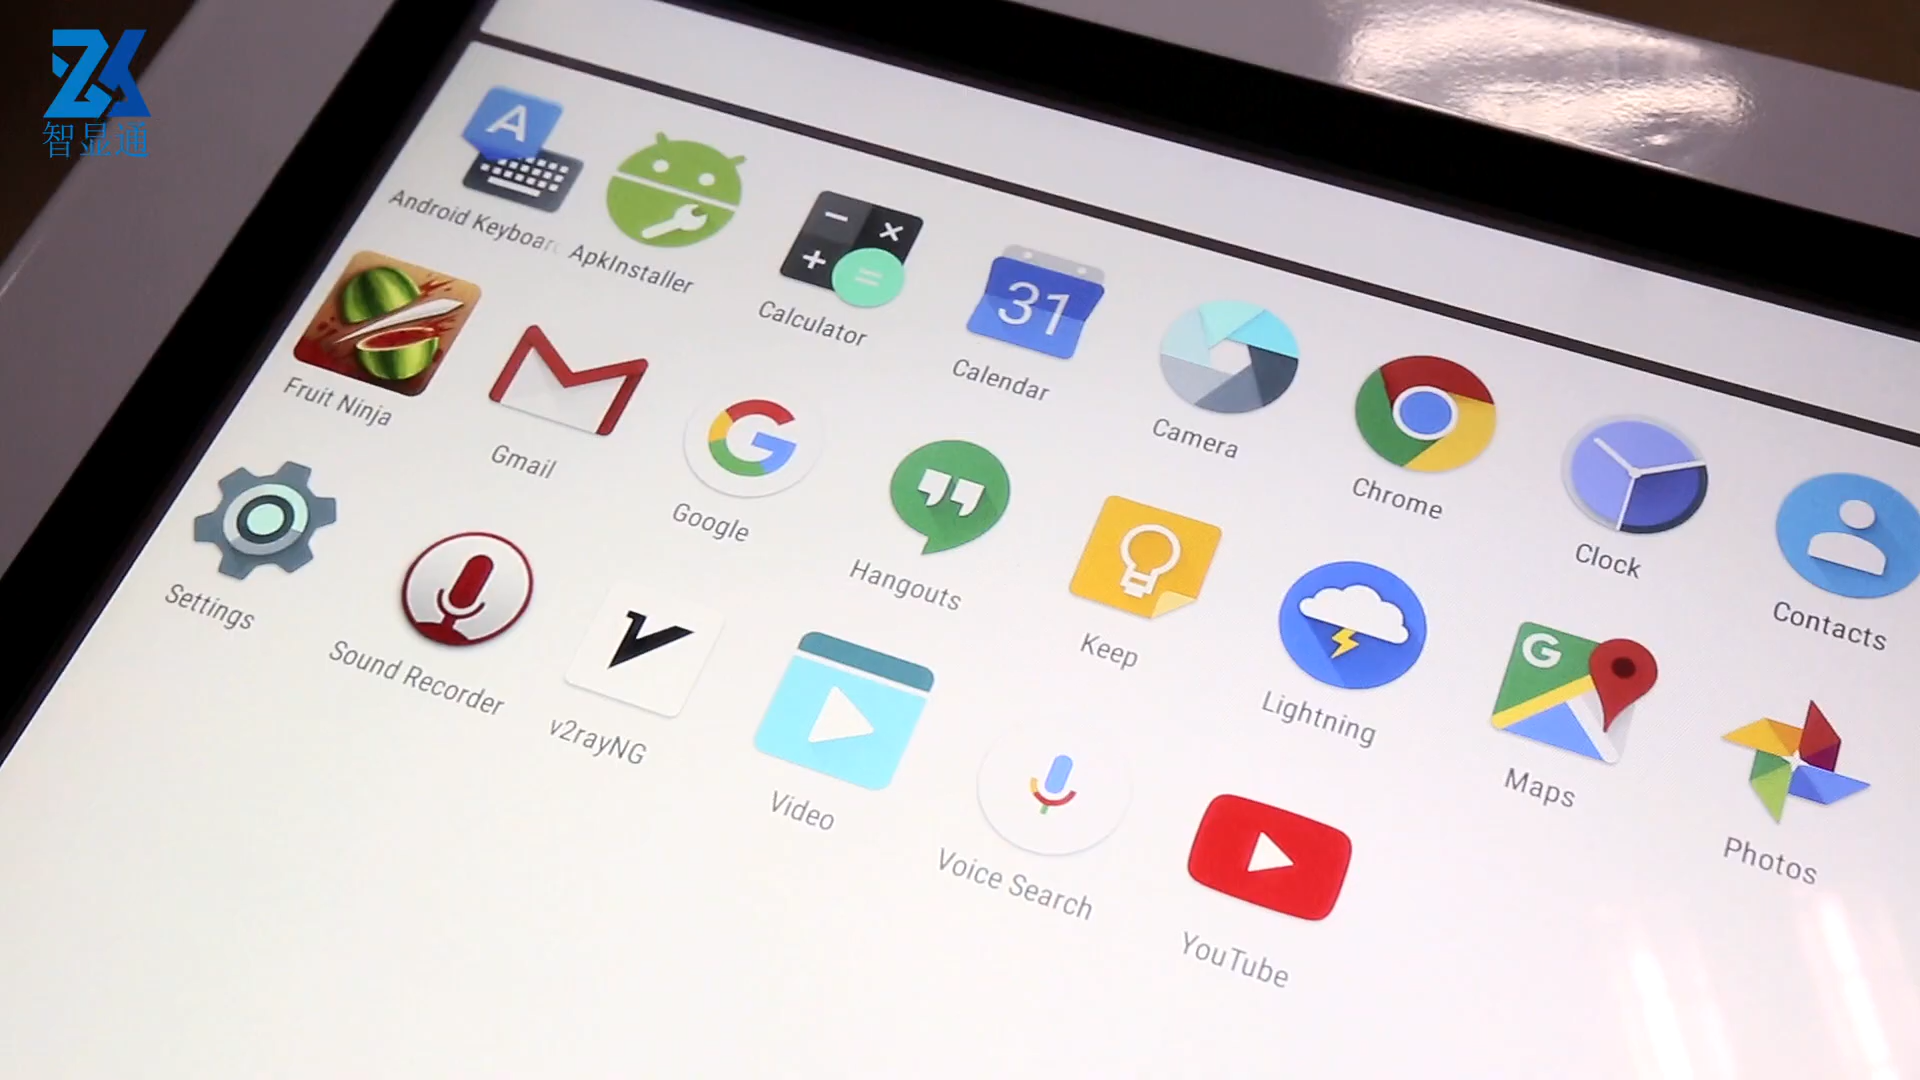 智显通
Android Keyboar
ApkInstaller
Calculator
31
Calendar
Camera
Chrome
Clock
Contacts
Fruit Ninja
Gmail
Google
Hangouts
Keep
Lightning
Maps
Photos
Settings
Sound Recorder
v2rayNG
Video
Voice Search
YouTube